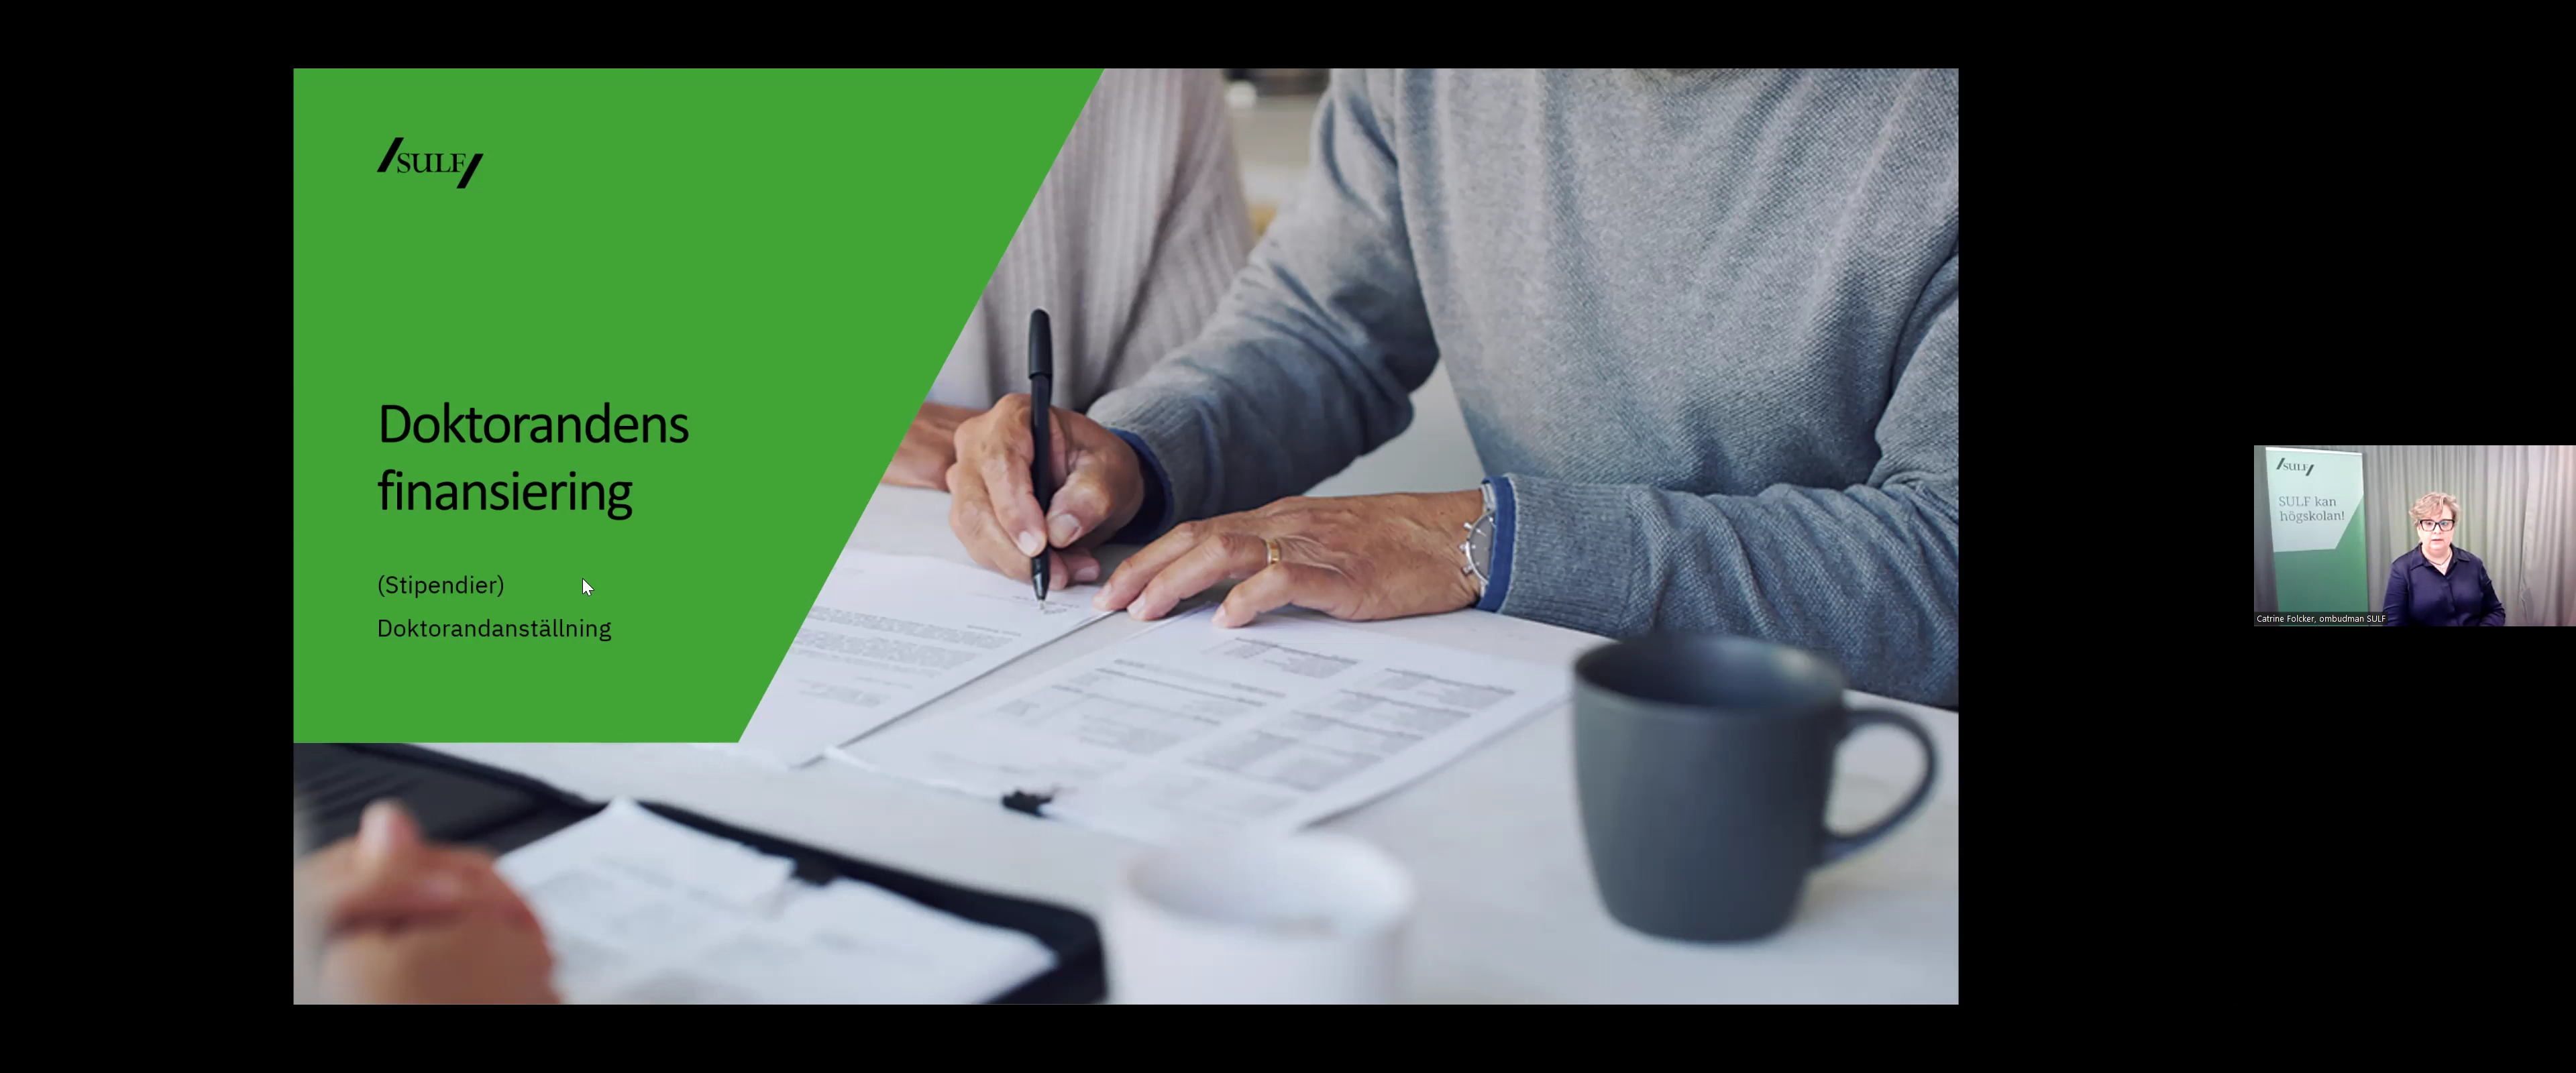 /SULF/
Doktorandens
finansiering
(Stipendier)
Doktorandanställning
/SULF/
SULF kan
högskolan!
Catrine Folcker, ombudman SULF